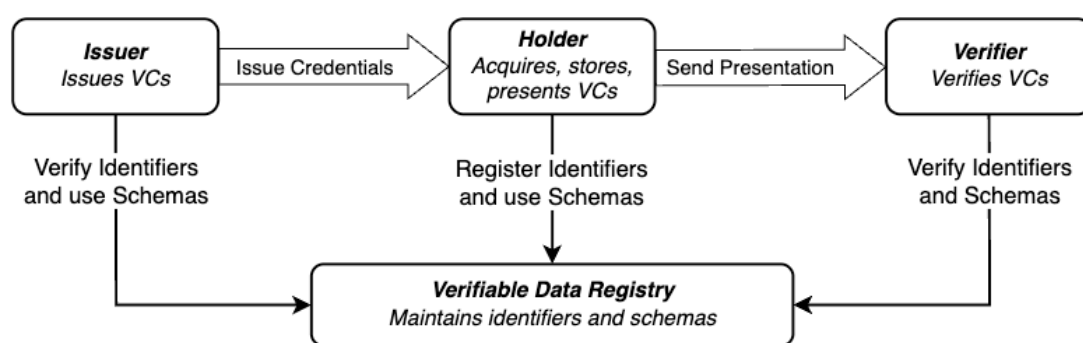 Issuer
Issues VCs
Issue Credentials
Holder
Acquires, stores,
presents VCs
Send Presentation
Verifier
Verifies VCs
Verify Identifiers
and use Schemas
Register Identifiers
and use Schemas
Verify Identifiers
and Schemas
Verifiable Data Registry
Maintains identifiers and schemas